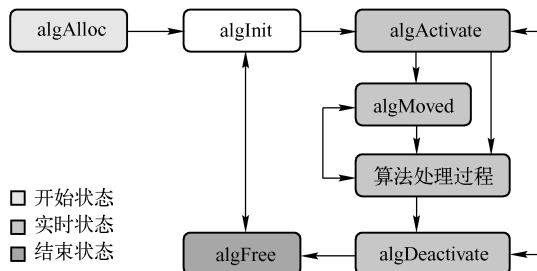 algAlloc
algInit
algActivate
algMoved
算法处理过程
开始状态
实时状态
结束状态
algFree
algDeactivate